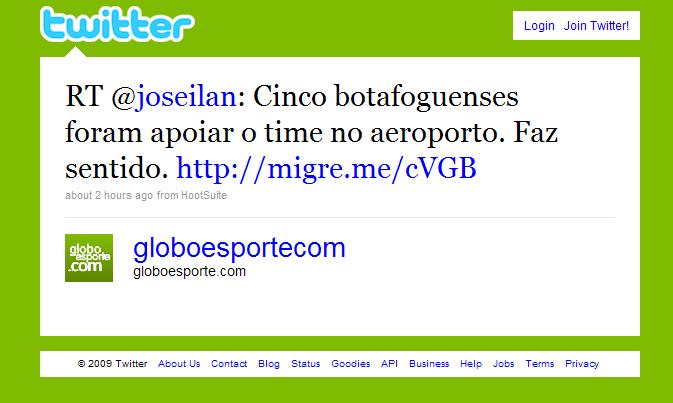 twitter
Login Join Twitter!
RT @joseilan: Cinco botafoguenses
foram apoiar o time no aeroporto. Faz
sentido. http://migre.me/cVGB
about 2 hours ago from HootSuite
globo
esporte
.com
globoesportecom
globoesporte.com
© 2009 Twitter About Us Contact Blog Status Goodies API Business Help Jobs Terms Privacy